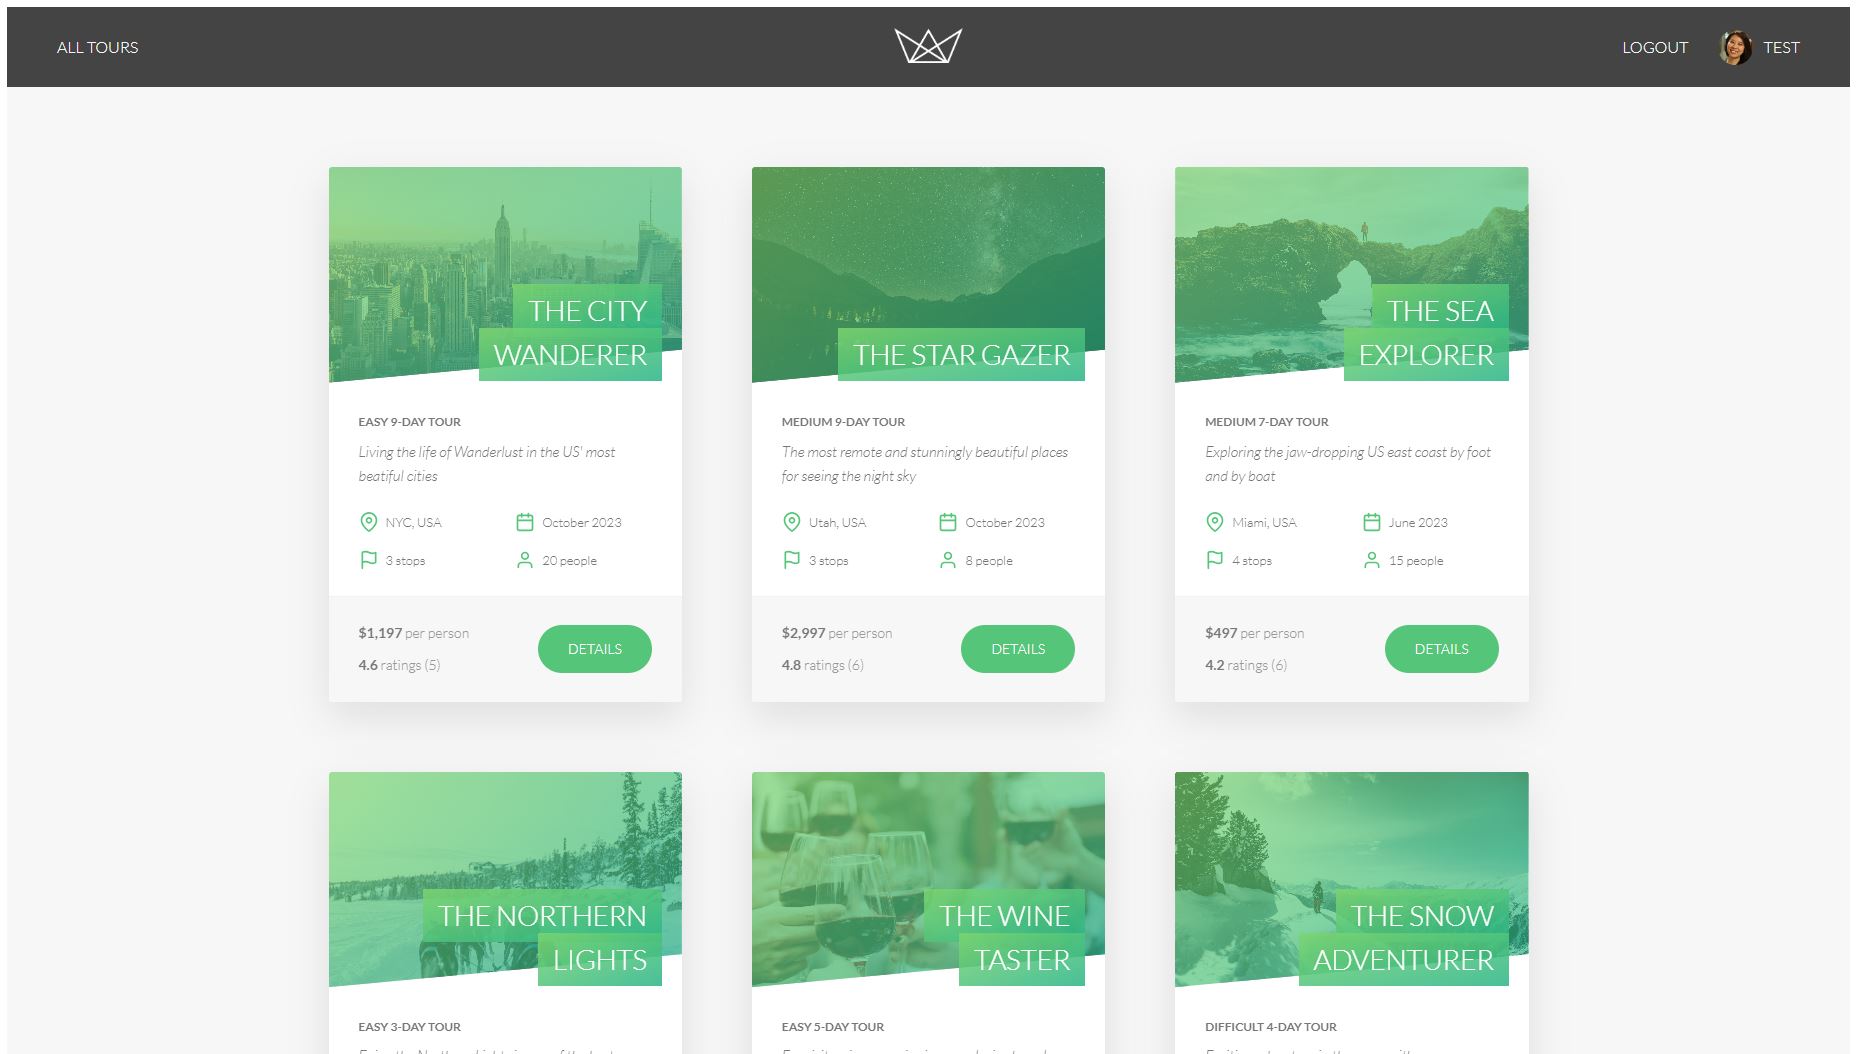 ALL TOURS
LOGOUT
TEST
THE CITY
WANDERER
EASY 9-DAY TOUR
Living the life of Wanderlust in the US' most
beatiful cities
NYC, USA
October 2023
3 stops
20 people
$1,197 per person
4.6 ratings (5)
DETAILS
THE STAR GAZER
MEDIUM 9-DAY TOUR
The most remote and stunningly beautiful places
for seeing the night sky
Utah, USA
October 2023
3 stops
8 people
$2,997 per person
4.8 ratings (6)
DETAILS
THE SEA
EXPLORER
MEDIUM 7-DAY TOUR
Exploring the jaw-dropping US east coast by foot
and by boat
Miami, USA
June 2023
4 stops
15 people
$497 per person
4.2 ratings (6)
DETAILS
THE NORTHERN
LIGHTS
EASY 3-DAY TOUR
THE WINE
TASTER
EASY 5-DAY TOUR
THE SNOW
ADVENTURER
DIFFICULT 4-DAY TOUR